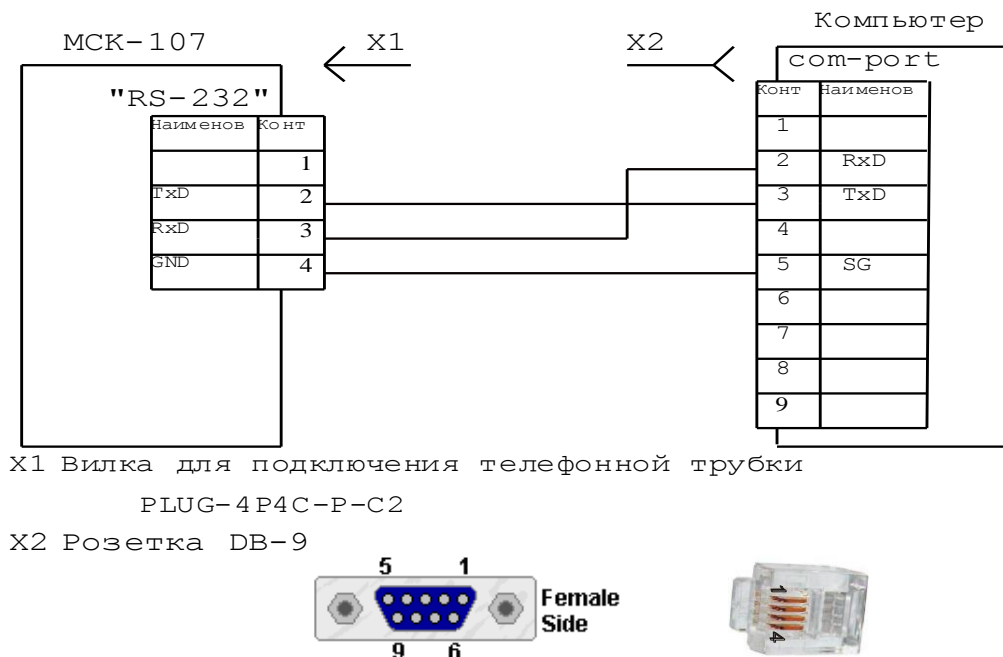 Компьютер
МСК-107
X1
X2
com-port
"RS-232"
Наименов Конт
1
TxD 2
RxD 3
GND 4
Конт Наименов
1
2 RxD
3 TxD
4
5 SG
6
7
8
9
X1 Вилка для подключения телефонной трубки
PLUG-4P4C-P-C2
X2 Розетка DB-9
5 1
Female
Side
9 6
1
4